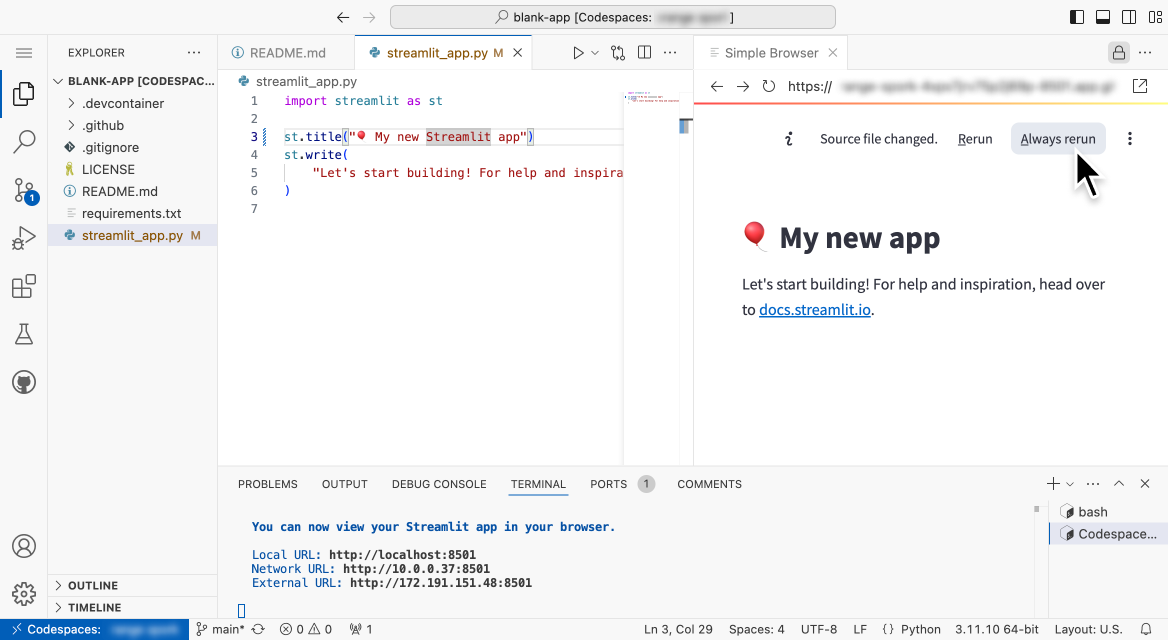 blank-app [Codespaces: ]
EXPLORER
BLANK-APP [CODESPAC...
.devcontainer
.github
.gitignore
LICENSE
README.md
requirements.txt
streamlit_app.py M
OUTLINE
TIMELINE
1
README.md
streamlit_app.py M
streamlit_app.py
1 import streamlit as st
2
3 st.title("🎈 My new Streamlit app")
4 st.write(
5 "Let's start building! For help and inspira
6 )
7
Simple Browser
https://
Source file changed. Rerun Always rerun
🎈 My new app
Let's start building! For help and inspiration, head over
to docs.streamlit.io.
PROBLEMS OUTPUT DEBUG CONSOLE TERMINAL PORTS 1 COMMENTS
You can now view your Streamlit app in your browser.
Local URL: http://localhost:8501
Network URL: http://10.0.0.37:8501
External URL: http://172.191.151.48:8501
bash
Codespace...
Codespaces: main* 0 0 1 Ln 3, Col 29 Spaces: 4 UTF-8 LF {} Python 3.11.10 64-bit Layout: U.S.